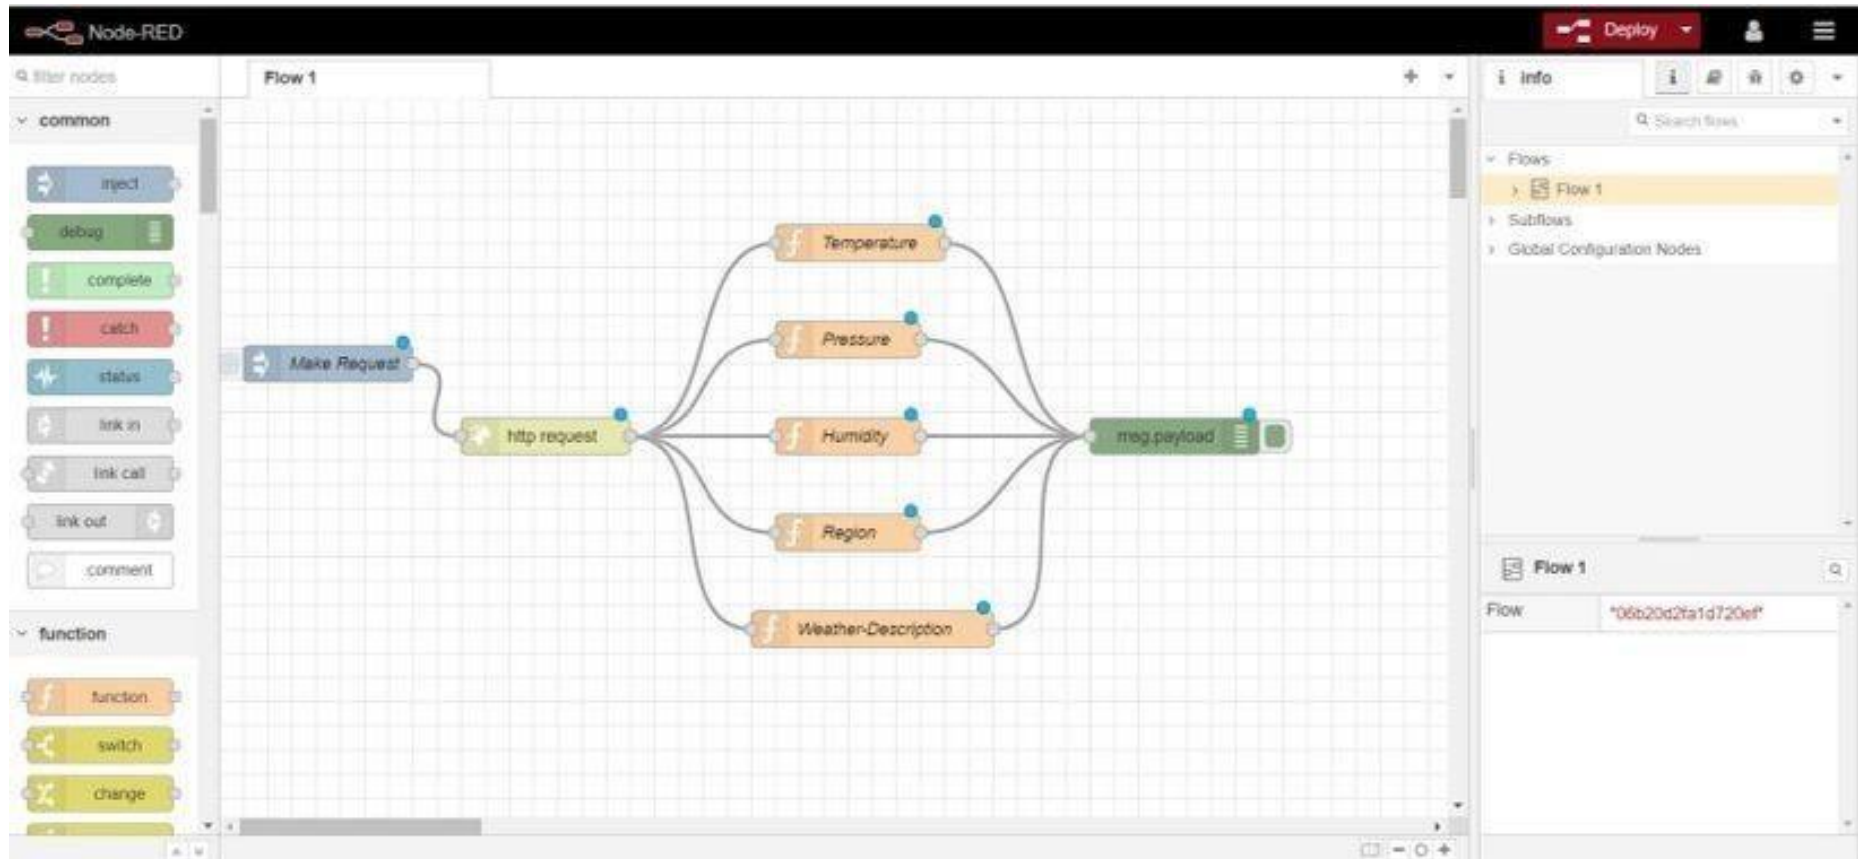 Node-RED
Deploy
filter nodes
Flow 1
i info
common
Search flows
Flows
Flow 1
Subflows
Global Configuration Nodes
inject
debug
complete
catch
status
link in
link call
link out
comment
function
function
switch
change
Make Request
http request
Temperature
Pressure
Humidity
Region
Weather-Description
msg.payload
Flow 1
Flow "06b20d2fa1d720ef"